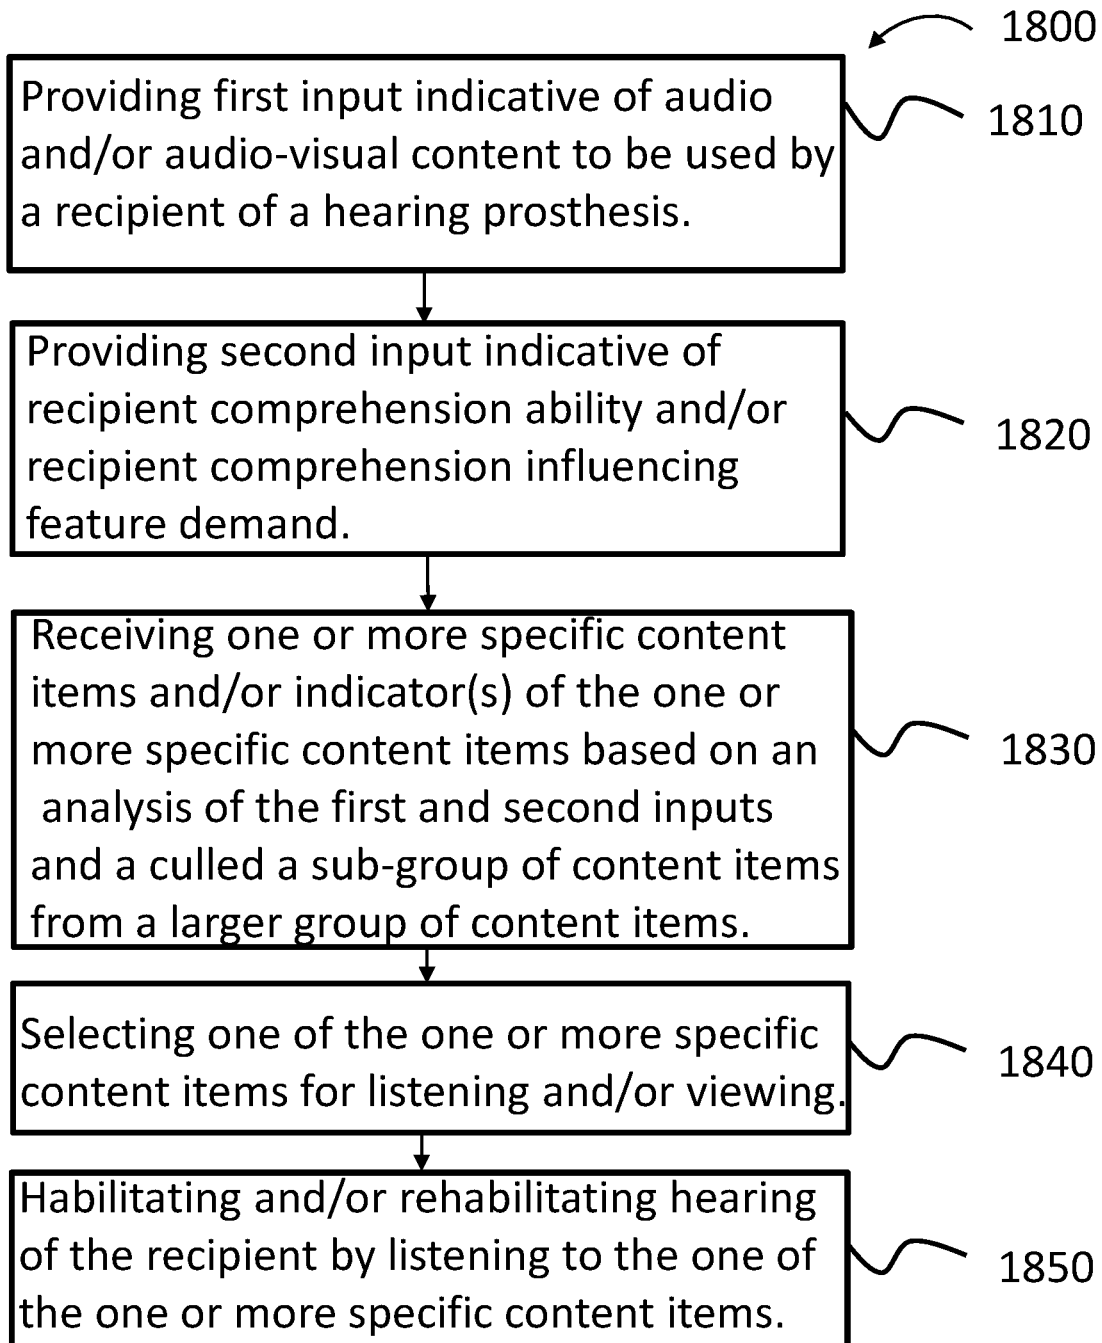 1800
Providing first input indicative of audio
and/or audio-visual content to be used by
a recipient of a hearing prosthesis.
1810
Providing second input indicative of
recipient comprehension ability and/or
recipient comprehension influencing
feature demand.
1820
Receiving one or more specific content
items and/or indicator(s) of the one or
more specific content items based on an
analysis of the first and second inputs
and a culled a sub-group of content items
from a larger group of content items.
1830
Selecting one of the one or more specific
content items for listening and/or viewing.
1840
Habilitating and/or rehabilitating hearing
of the recipient by listening to the one of
the one or more specific content items.
1850